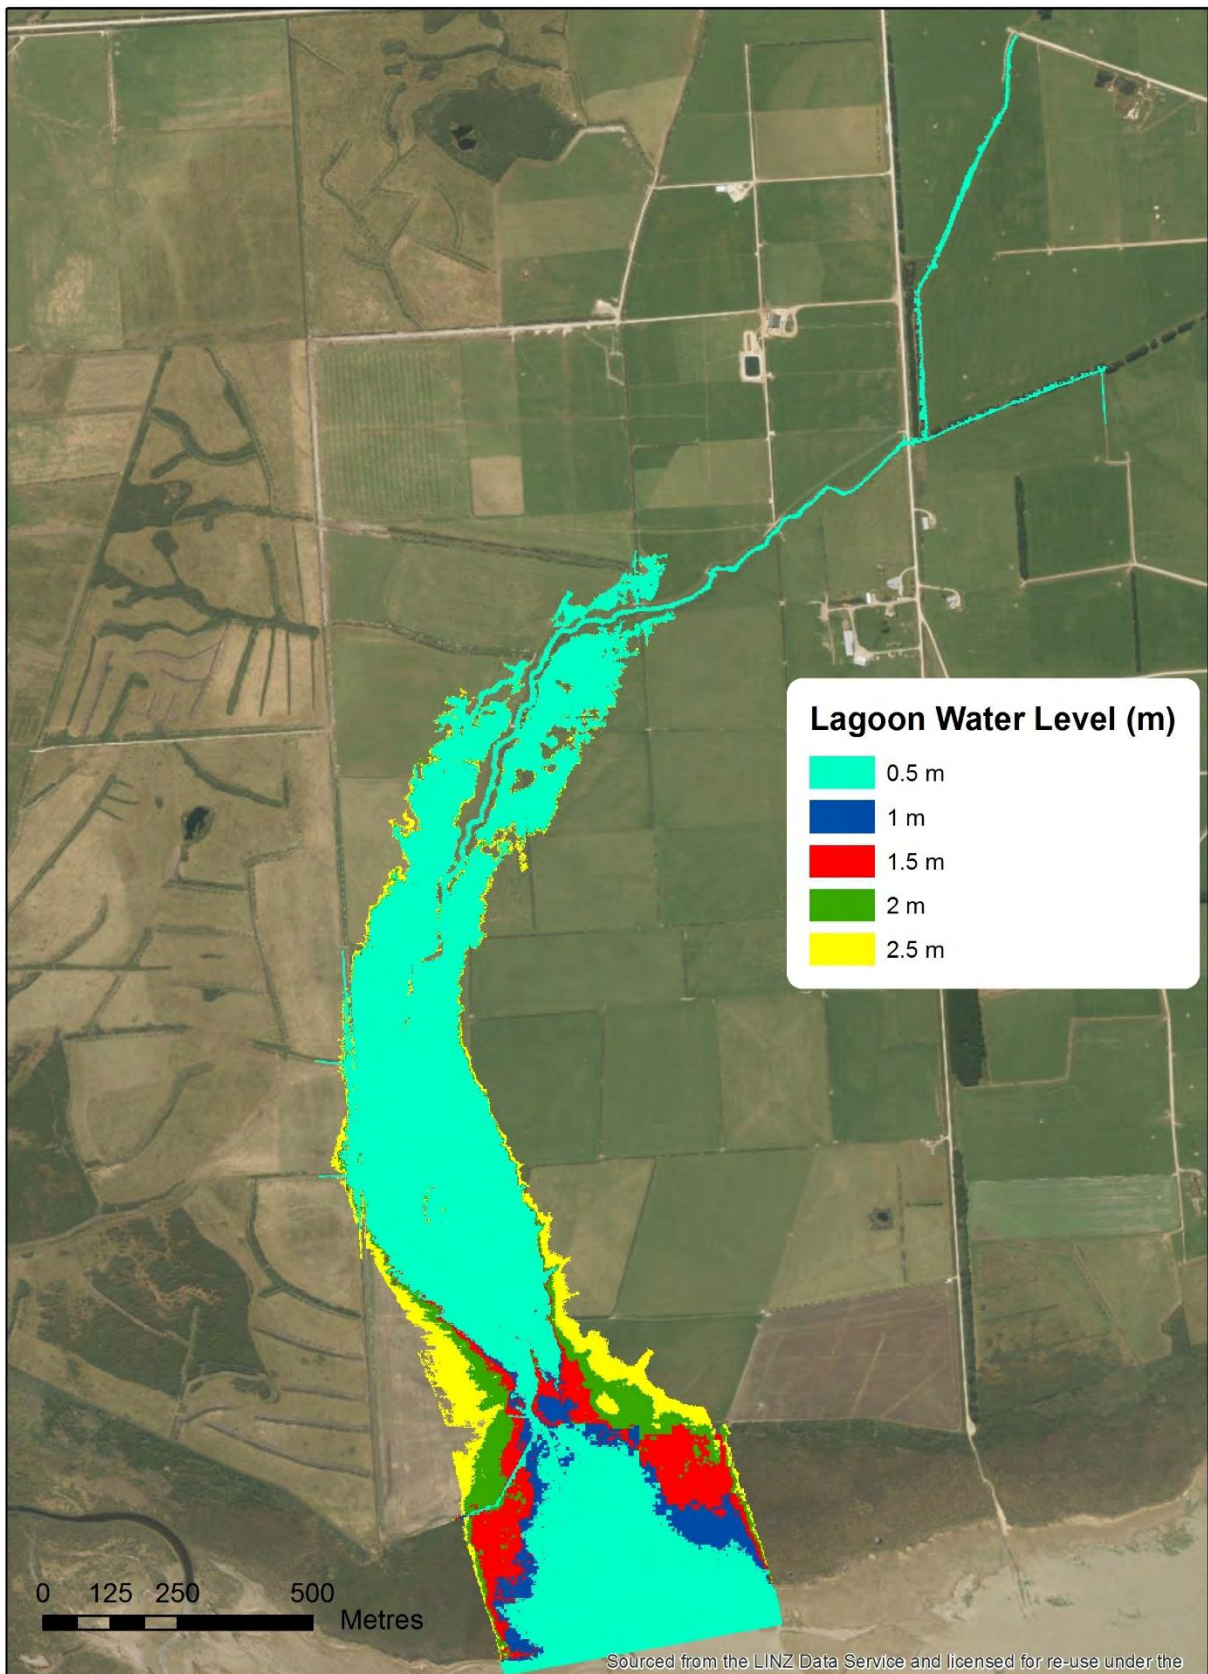 Lagoon Water Level (m)
0.5 m
1 m
1.5 m
2 m
2.5 m
0 125 250 500
Metres
Sourced from the LINZ Data Service and licensed for re-use under the